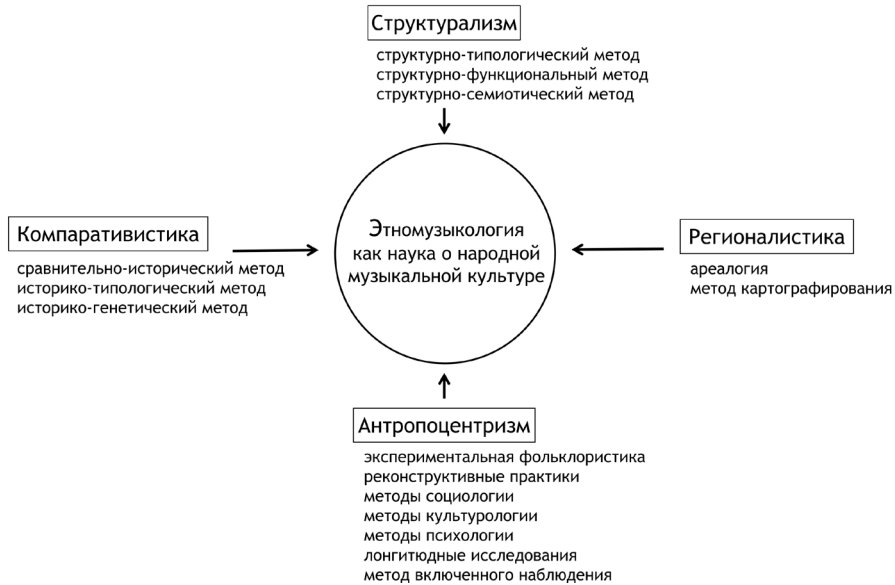 Структурализм
структурно-типологический метод
структурно-функциональный метод
структурно-семиотический метод
Этномузыкология
как наука о народной
музыкальной культуре
Компаративистика
сравнительно-исторический метод
историко-типологический метод
историко-генетический метод
Регионалистика
ареалогия
метод картографирования
Антропоцентризм
экспериментальная фольклористика
реконструктивные практики
методы социологии
методы культурологии
методы психологии
лонгитюдные исследования
метод включенного наблюдения